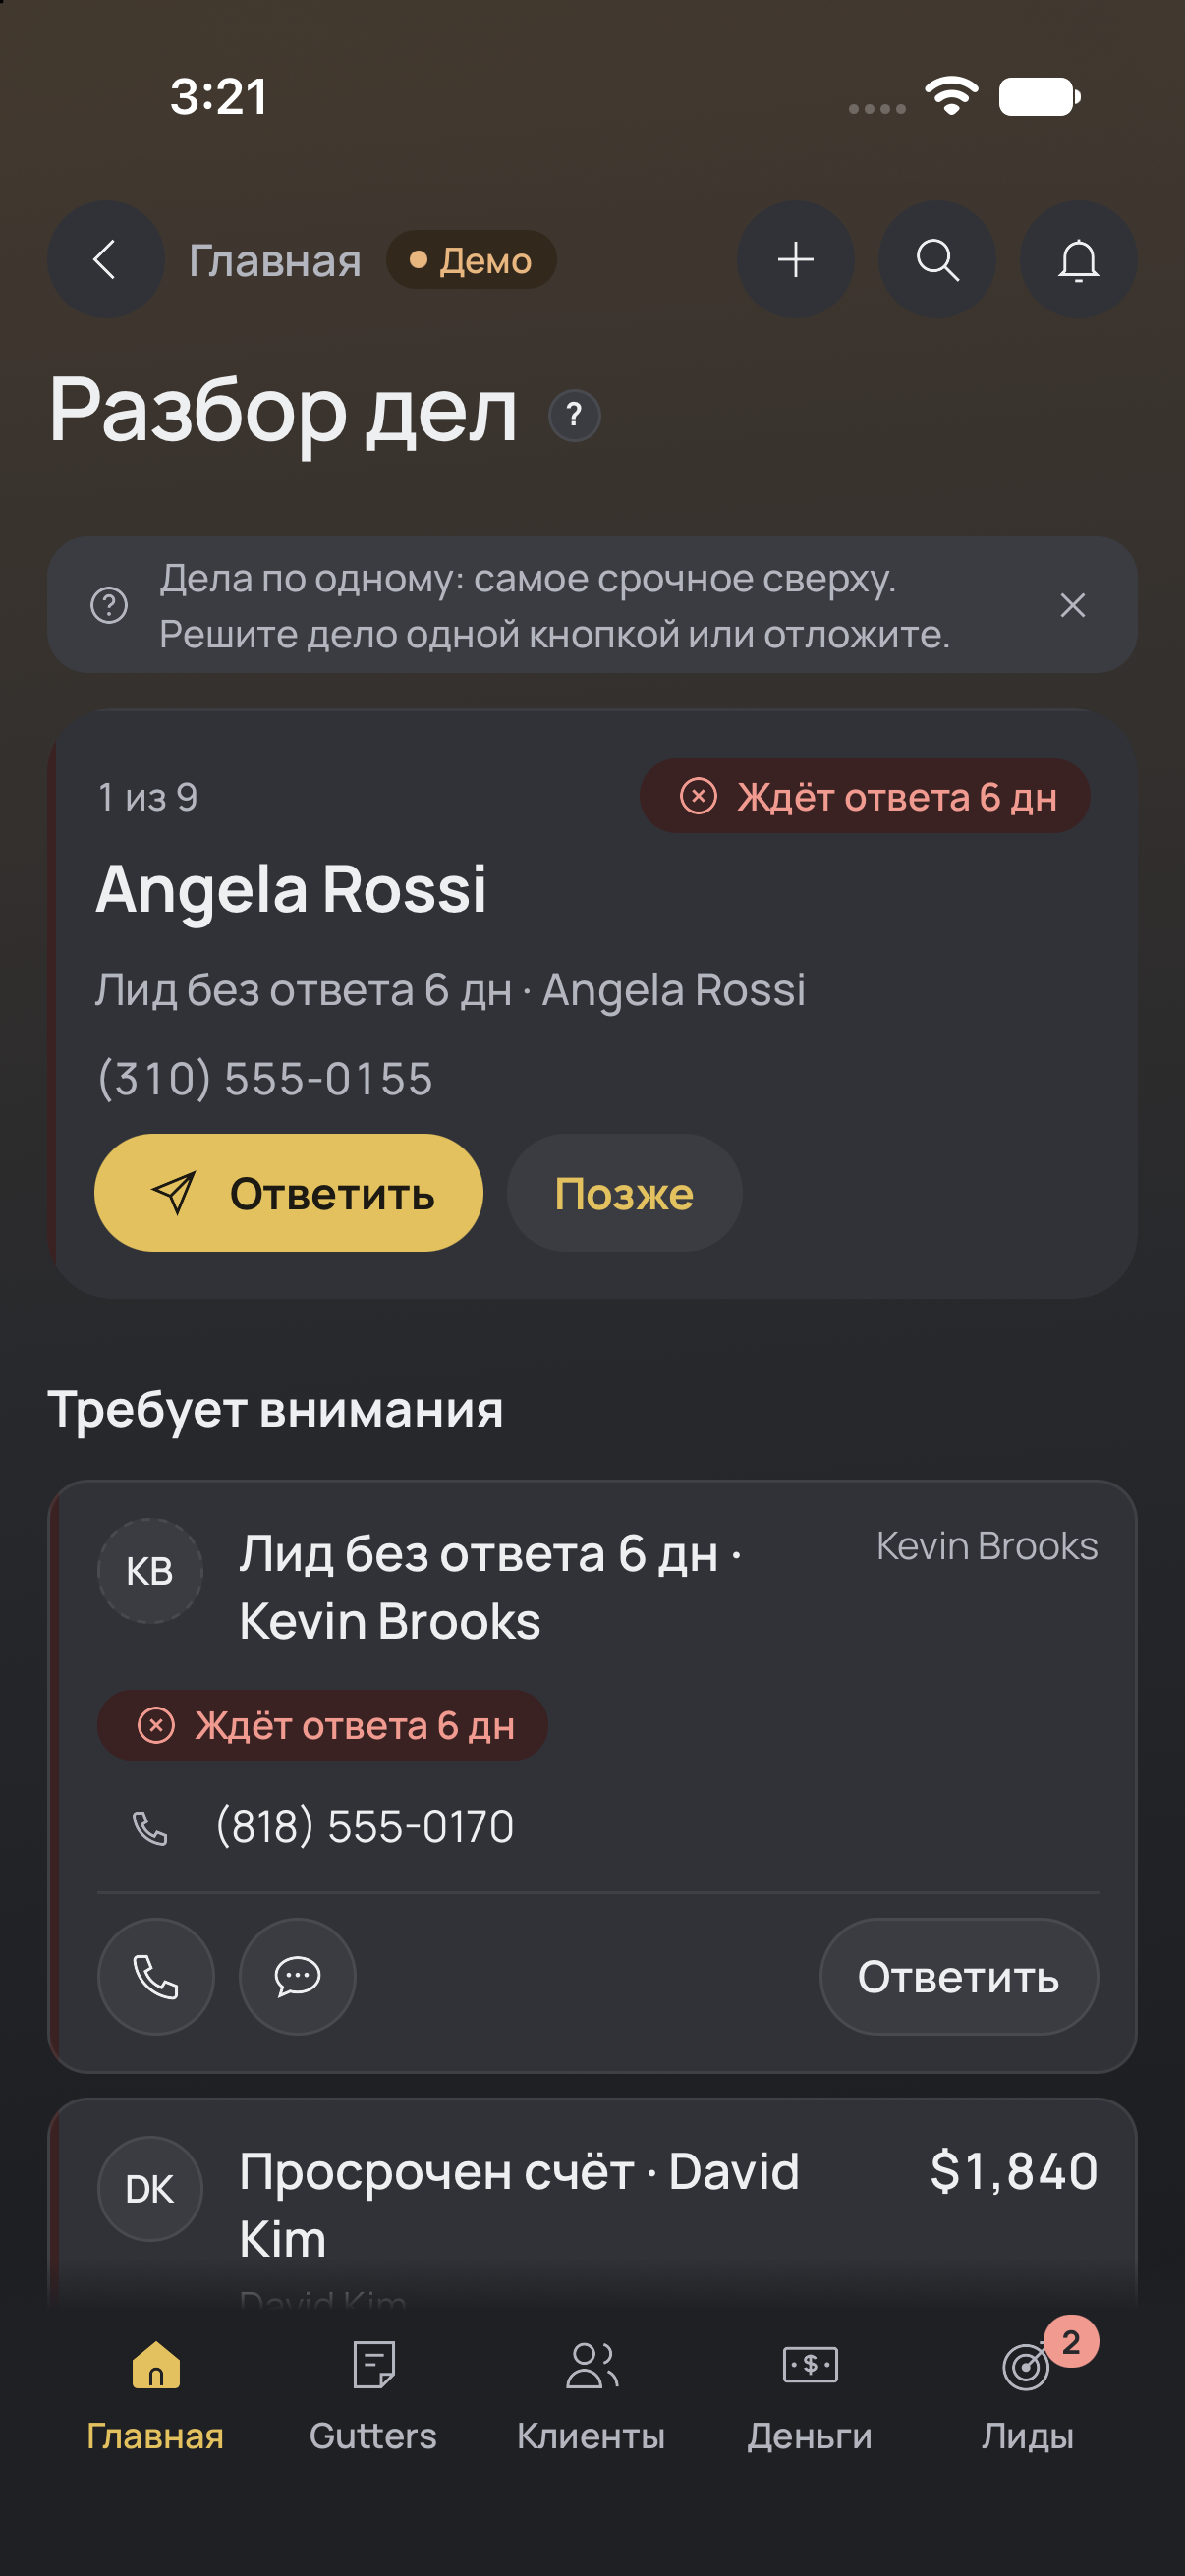 3:21
Главная
Демо
Разбор дел ?
Дела по одному: самое срочное сверху.
Решите дело одной кнопкой или отложите.
1 из 9
Ждёт ответа 6 дн
Angela Rossi
Лид без ответа 6 дн · Angela Rossi
(310) 555-0155
Ответить
Позже
Требует внимания
KB
Лид без ответа 6 дн ·
Kevin Brooks
Kevin Brooks
Ждёт ответа 6 дн
(818) 555-0170
Ответить
DK
Просрочен счёт · David
Kim
$1,840
David Kim
2
Главная
Gutters
Клиенты
Деньги
Лиды